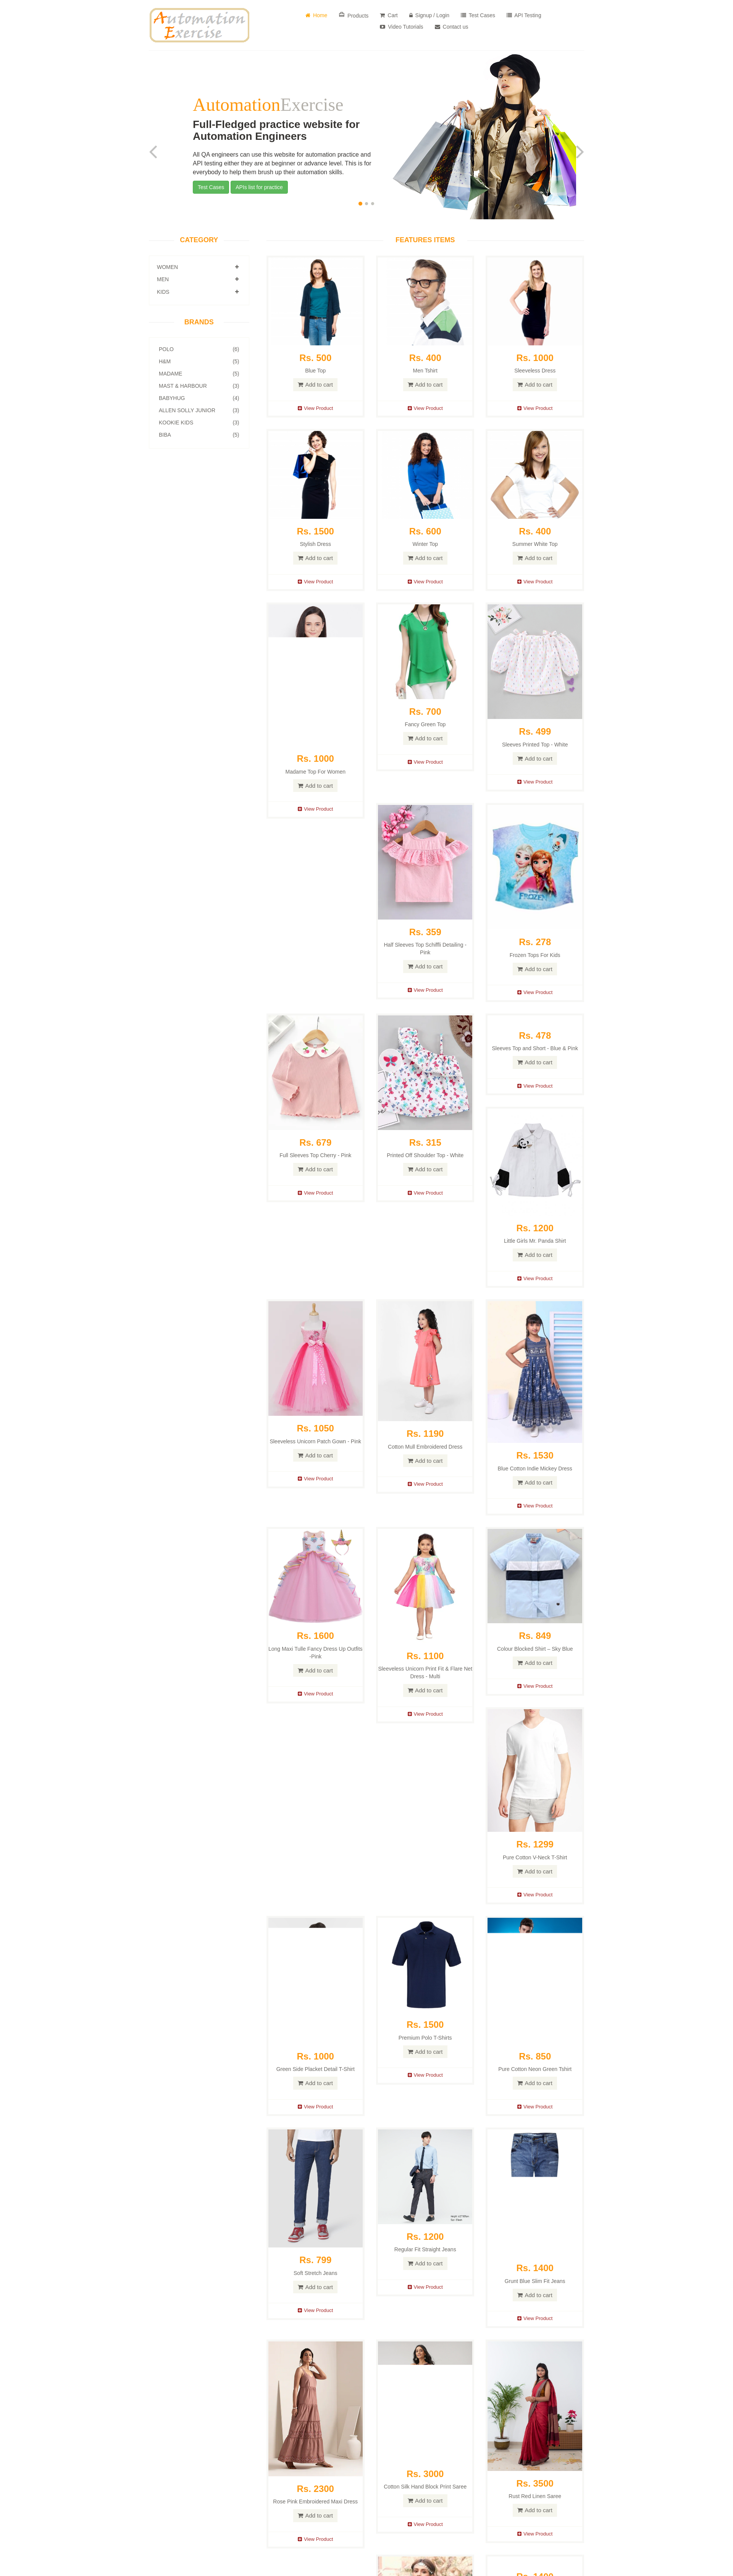 Automation
Exercise
Home
Products
Cart
Signup / Login
Test Cases
API Testing
Video Tutorials
Contact us
AutomationExercise
Full-Fledged practice website for
Automation Engineers
All QA engineers can use this website for automation practice and
API testing either they are at beginner or advance level. This is for
everybody to help them brush up their automation skills.
Test Cases
APIs list for practice
CATEGORY
WOMEN
MEN
KIDS
BRANDS
POLO (6)
H&M (5)
MADAME (5)
MAST & HARBOUR (3)
BABYHUG (4)
ALLEN SOLLY JUNIOR (3)
KOOKIE KIDS (3)
BIBA (5)
FEATURES ITEMS
Rs. 500
Blue Top
Add to cart
View Product
Rs. 400
Men Tshirt
Add to cart
View Product
Rs. 1000
Sleeveless Dress
Add to cart
View Product
Rs. 1500
Stylish Dress
Add to cart
View Product
Rs. 600
Winter Top
Add to cart
View Product
Rs. 400
Summer White Top
Add to cart
View Product
Rs. 1000
Madame Top For Women
Add to cart
View Product
Rs. 700
Fancy Green Top
Add to cart
View Product
Rs. 499
Sleeves Printed Top - White
Add to cart
View Product
Rs. 359
Half Sleeves Top Schiffli Detailing -
Pink
Add to cart
View Product
FROZEN
Rs. 278
Frozen Tops For Kids
Add to cart
View Product
Rs. 679
Full Sleeves Top Cherry - Pink
Add to cart
View Product
Rs. 315
Printed Off Shoulder Top - White
Add to cart
View Product
Rs. 478
Sleeves Top and Short - Blue & Pink
Add to cart
View Product
Rs. 1200
Little Girls Mr. Panda Shirt
Add to cart
View Product
Rs. 1050
Sleeveless Unicorn Patch Gown - Pink
Add to cart
View Product
Rs. 1190
Cotton Mull Embroidered Dress
Add to cart
View Product
Rs. 1530
Blue Cotton Indie Mickey Dress
Add to cart
View Product
Rs. 1600
Long Maxi Tulle Fancy Dress Up Outfits
-Pink
Add to cart
View Product
Rs. 1100
Sleeveless Unicorn Print Fit & Flare Net
Dress - Multi
Add to cart
View Product
Rs. 849
Colour Blocked Shirt – Sky Blue
Add to cart
View Product
Rs. 1299
Pure Cotton V-Neck T-Shirt
Add to cart
View Product
Rs. 1000
Green Side Placket Detail T-Shirt
Add to cart
View Product
Rs. 1500
Premium Polo T-Shirts
Add to cart
View Product
Rs. 850
Pure Cotton Neon Green Tshirt
Add to cart
View Product
Rs. 799
Soft Stretch Jeans
Add to cart
View Product
Rs. 1200
Regular Fit Straight Jeans
Add to cart
View Product
Rs. 1400
Grunt Blue Slim Fit Jeans
Add to cart
View Product
Rs. 2300
Rose Pink Embroidered Maxi Dress
Add to cart
View Product
Rs. 3000
Cotton Silk Hand Block Print Saree
Add to cart
View Product
Rs. 3500
Rust Red Linen Saree
Add to cart
View Product